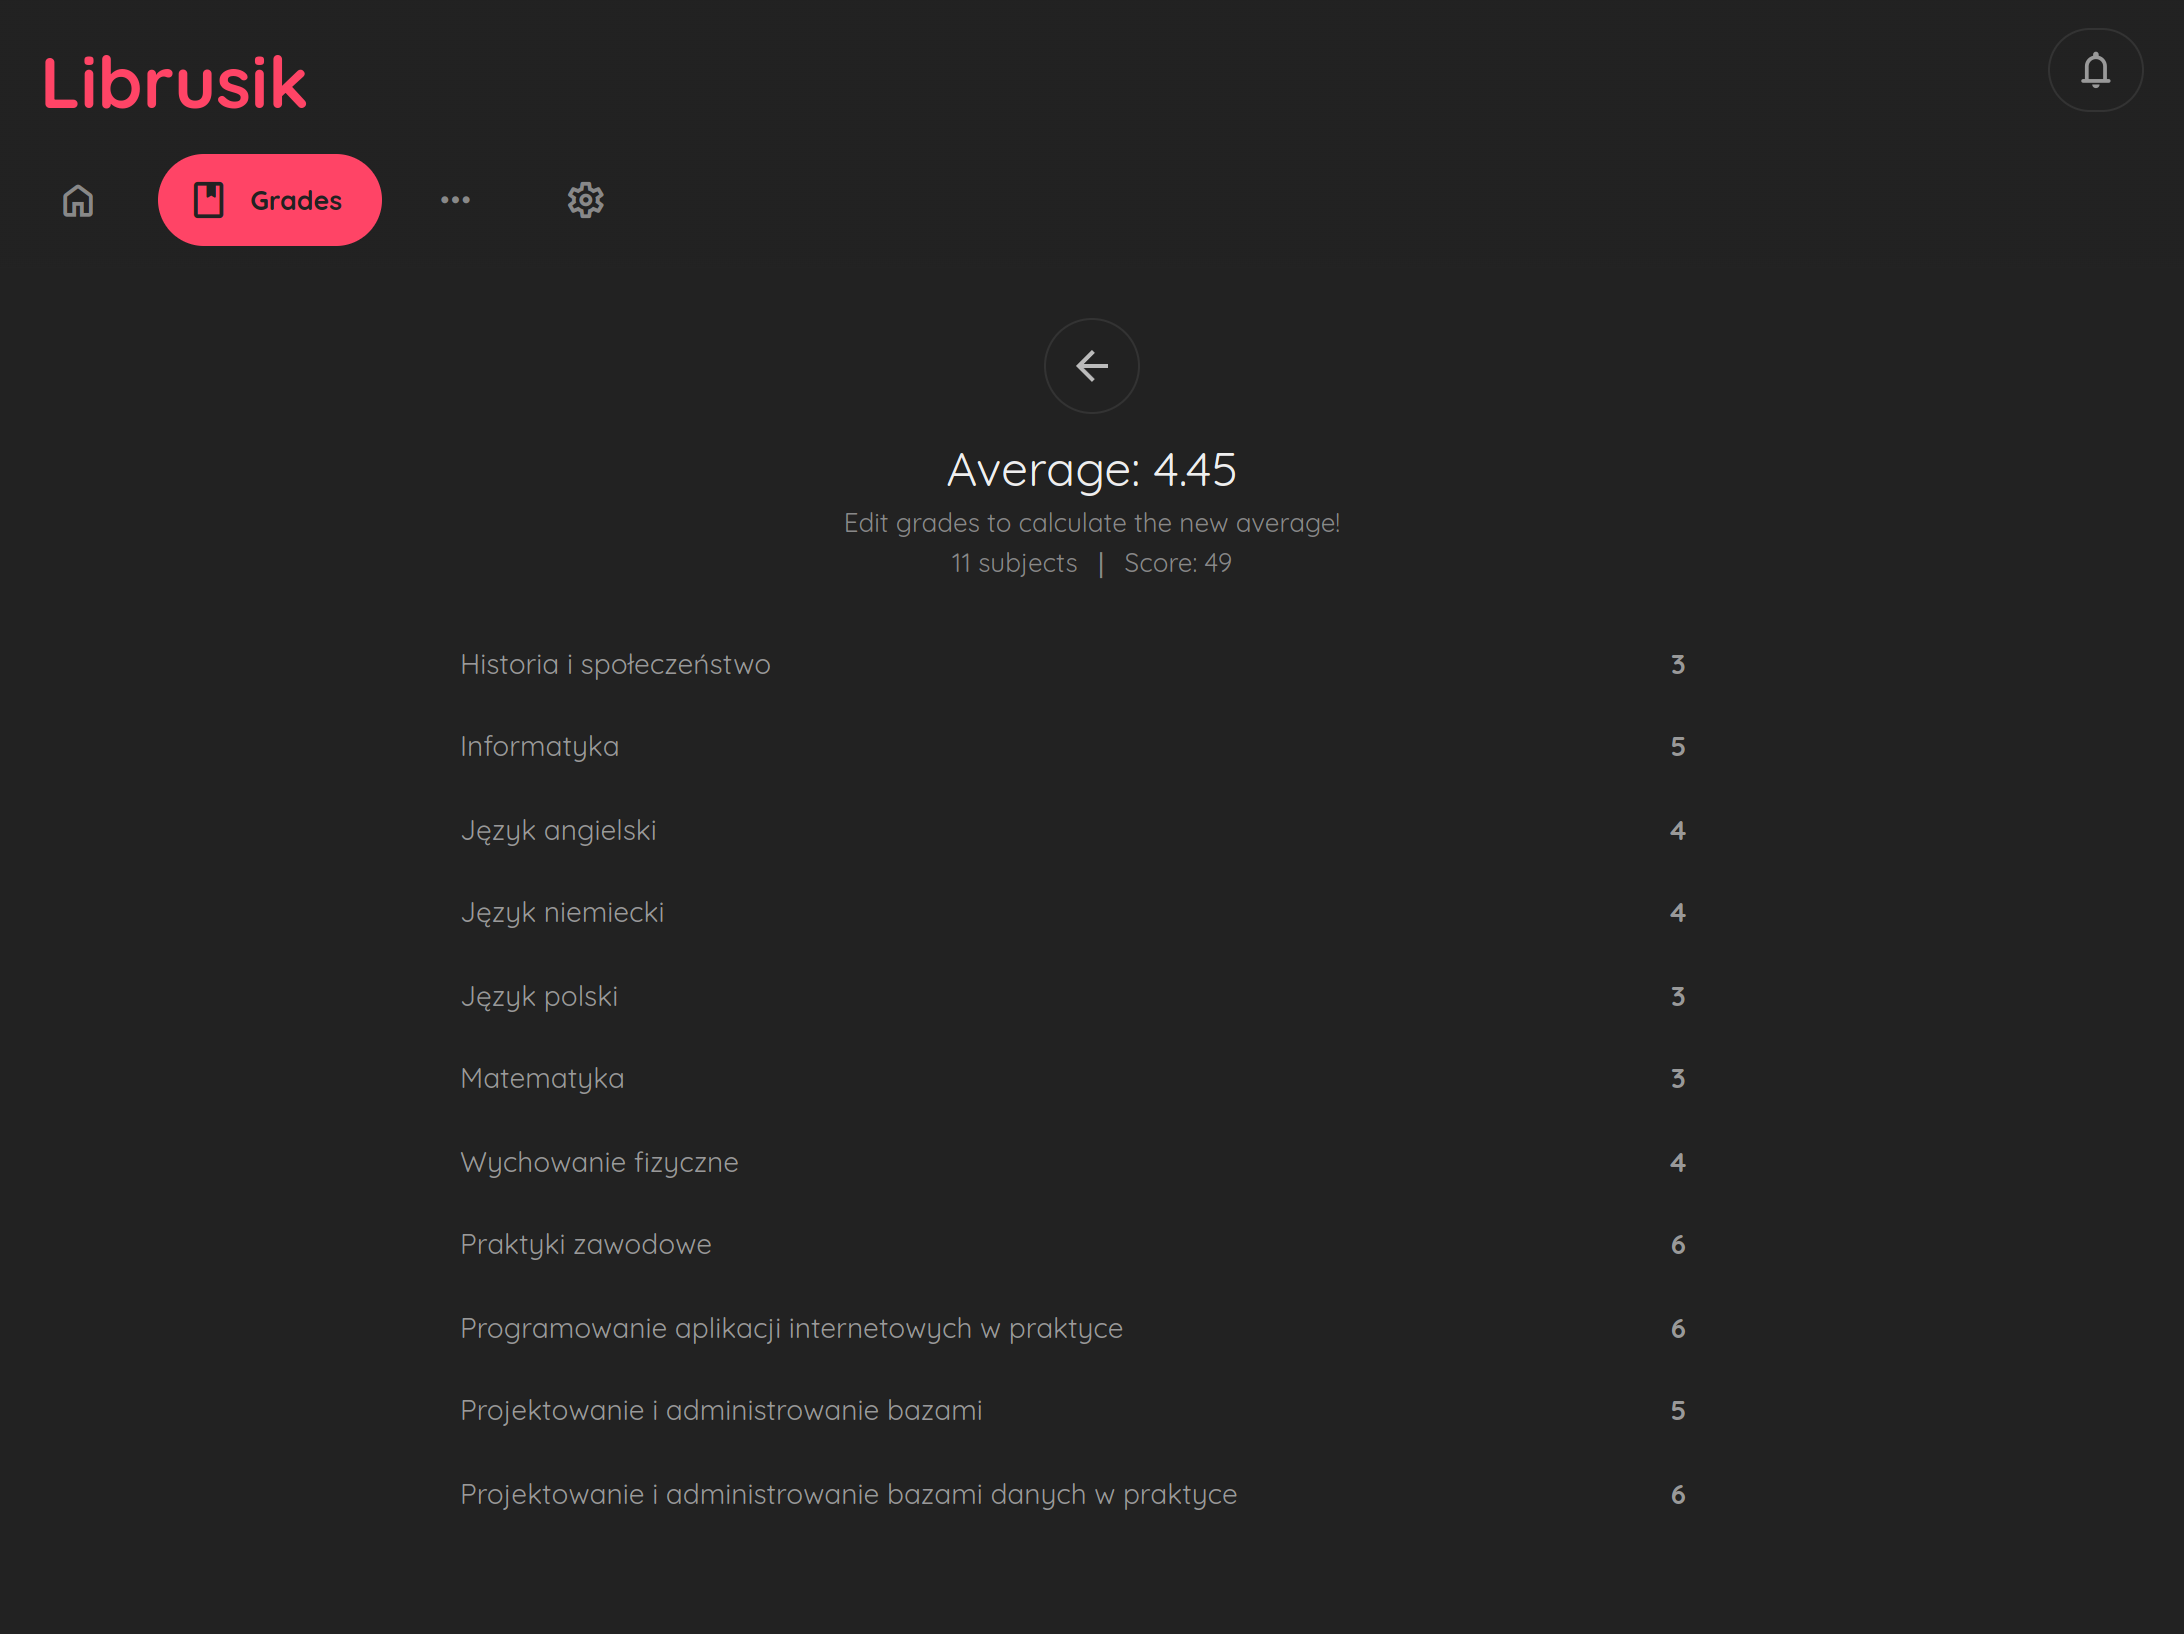 Librusik
Grades
Average: 4.45
Edit grades to calculate the new average!
11 subjects | Score: 49
Historia i społeczeństwo 3
Informatyka 5
Język angielski 4
Język niemiecki 4
Język polski 3
Matematyka 3
Wychowanie fizyczne 4
Praktyki zawodowe 6
Programowanie aplikacji internetowych w praktyce 6
Projektowanie i administrowanie bazami 5
Projektowanie i administrowanie bazami danych w praktyce 6